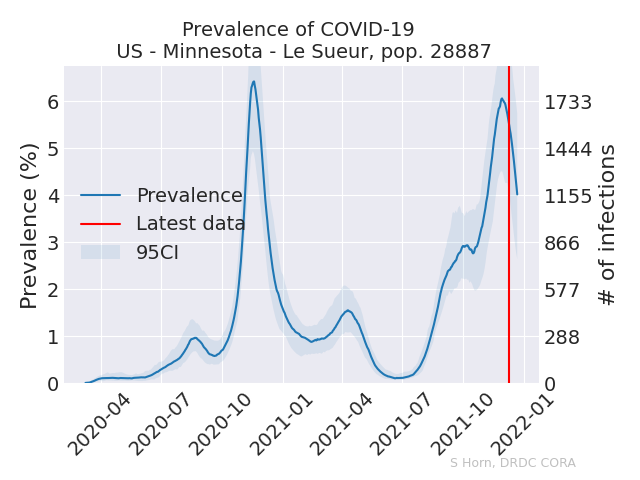 Prevalence of COVID-19
US - Minnesota - Le Sueur, pop. 28887
Prevalence (%)
6
5
4
3
2
1
0
1733
1444
1155
866
577
288
0
# of infections
Prevalence
Latest data
95CI
2020-04
2020-07
2020-10
2021-01
2021-04
2021-07
2021-10
2022-01
S Horn, DRDC CORA